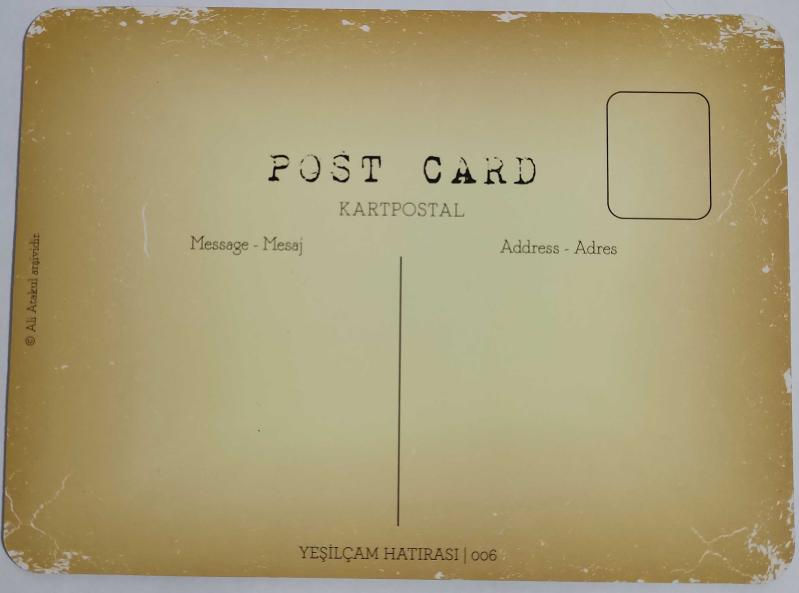 POST CARD
KARTPOSTAL
Message - Mesaj
Address - Adres
© Ali Atakul arşividir.
YEŞİLÇAM HATIRASI | 006